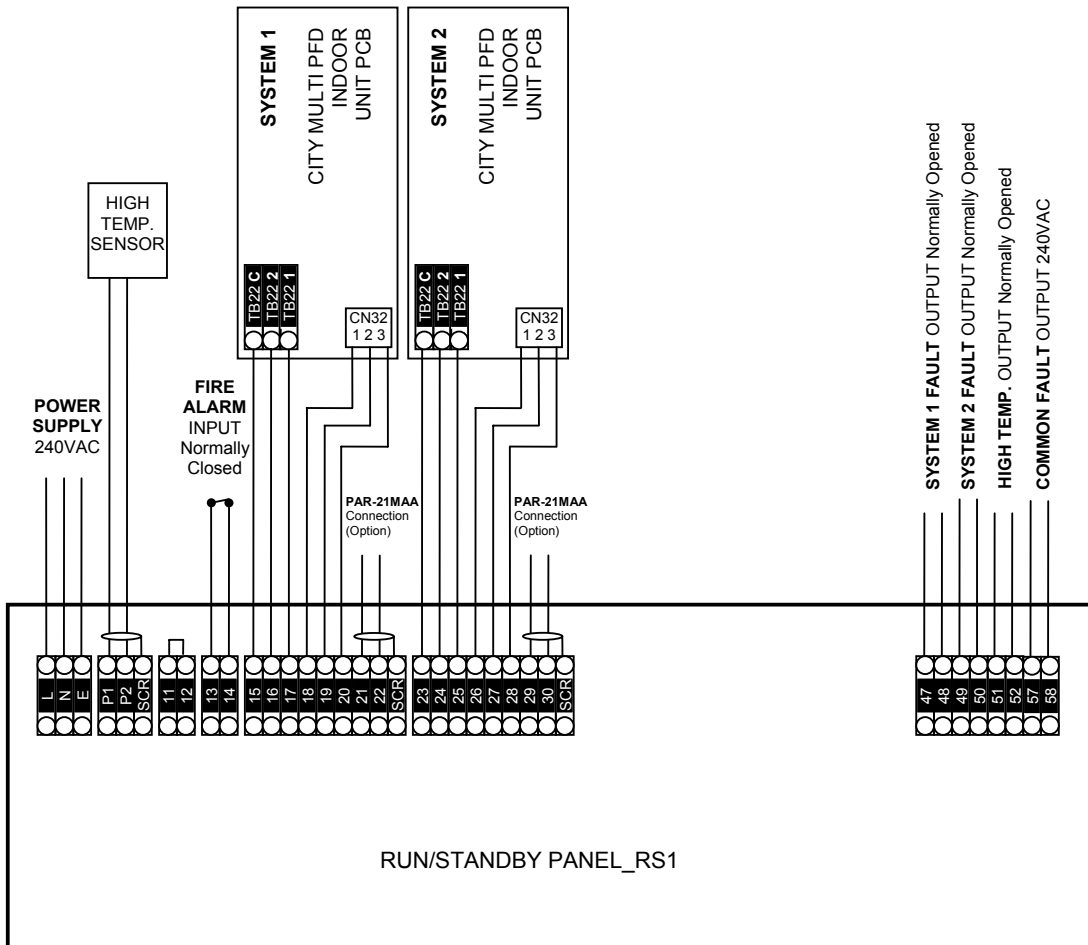 SYSTEM 1
CITY MULTI PFD
INDOOR
UNIT PCB
TB22 C
TB22 2
TB22 1
CN32
1 2 3
SYSTEM 2
CITY MULTI PFD
INDOOR
UNIT PCB
TB22 C
TB22 2
TB22 1
CN32
1 2 3
HIGH
TEMP.
SENSOR
POWER
SUPPLY
240VAC
FIRE
ALARM
INPUT
Normally
Closed
PAR-21MAA
Connection
(Option)
PAR-21MAA
Connection
(Option)
SYSTEM 1 FAULT OUTPUT Normally Opened
SYSTEM 2 FAULT OUTPUT Normally Opened
HIGH TEMP. OUTPUT Normally Opened
COMMON FAULT OUTPUT 240VAC
L
N
E
P1
P2
SCR
11
12
13
14
15
16
17
18
19
20
21
22
SCR
23
24
25
26
27
28
29
30
SCR
47
48
49
50
51
52
57
58
RUN/STANDBY PANEL_RS1